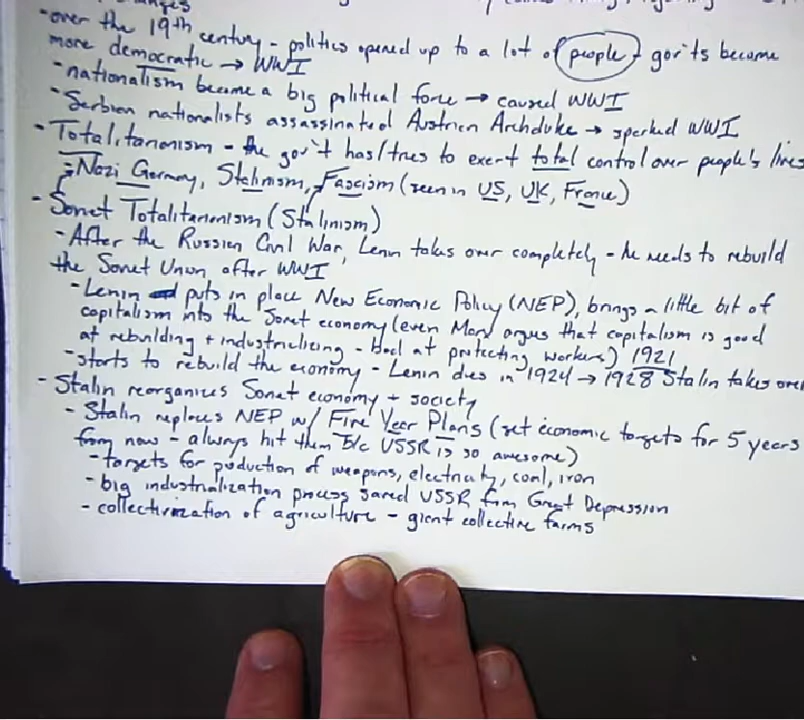 -over the 19th century - politics opened up to a lot of people + gov'ts become
more democratic → WWI
-nationalism became a big political force → caused WWI
-Serbian nationalists assassinated Austrian Archduke → sparked WWI
- Totalitarianism - the gov't has/tries to exert total control over people's lives
- Nazi Germany, Stalinism, Fascism (seen in US, UK, France)
- Soviet Totalitarianism (Stalinism)
- After the Russian Civil War, Lenin takes over completely - he needs to rebuild
the Soviet Union after WWI
- Lenin puts in place New Economic Policy (NEP), brings a little bit of
capitalism into the Soviet economy (even Marx argues that capitalism is good
at rebuilding + industrializing - bad at protecting workers) 1921
-starts to rebuild the economy - Lenin dies in 1924 → 1928 Stalin takes over
- Stalin reorganizes Soviet economy + society
- Stalin replaces NEP w/ Five Year Plans (set economic targets for 5 years
from now - always hit them b/c USSR is so awesome)
-targets for production of weapons, electricity, coal, iron
-big industrialization process saved USSR from Great Depression
- collectivization of agriculture - giant collective farms